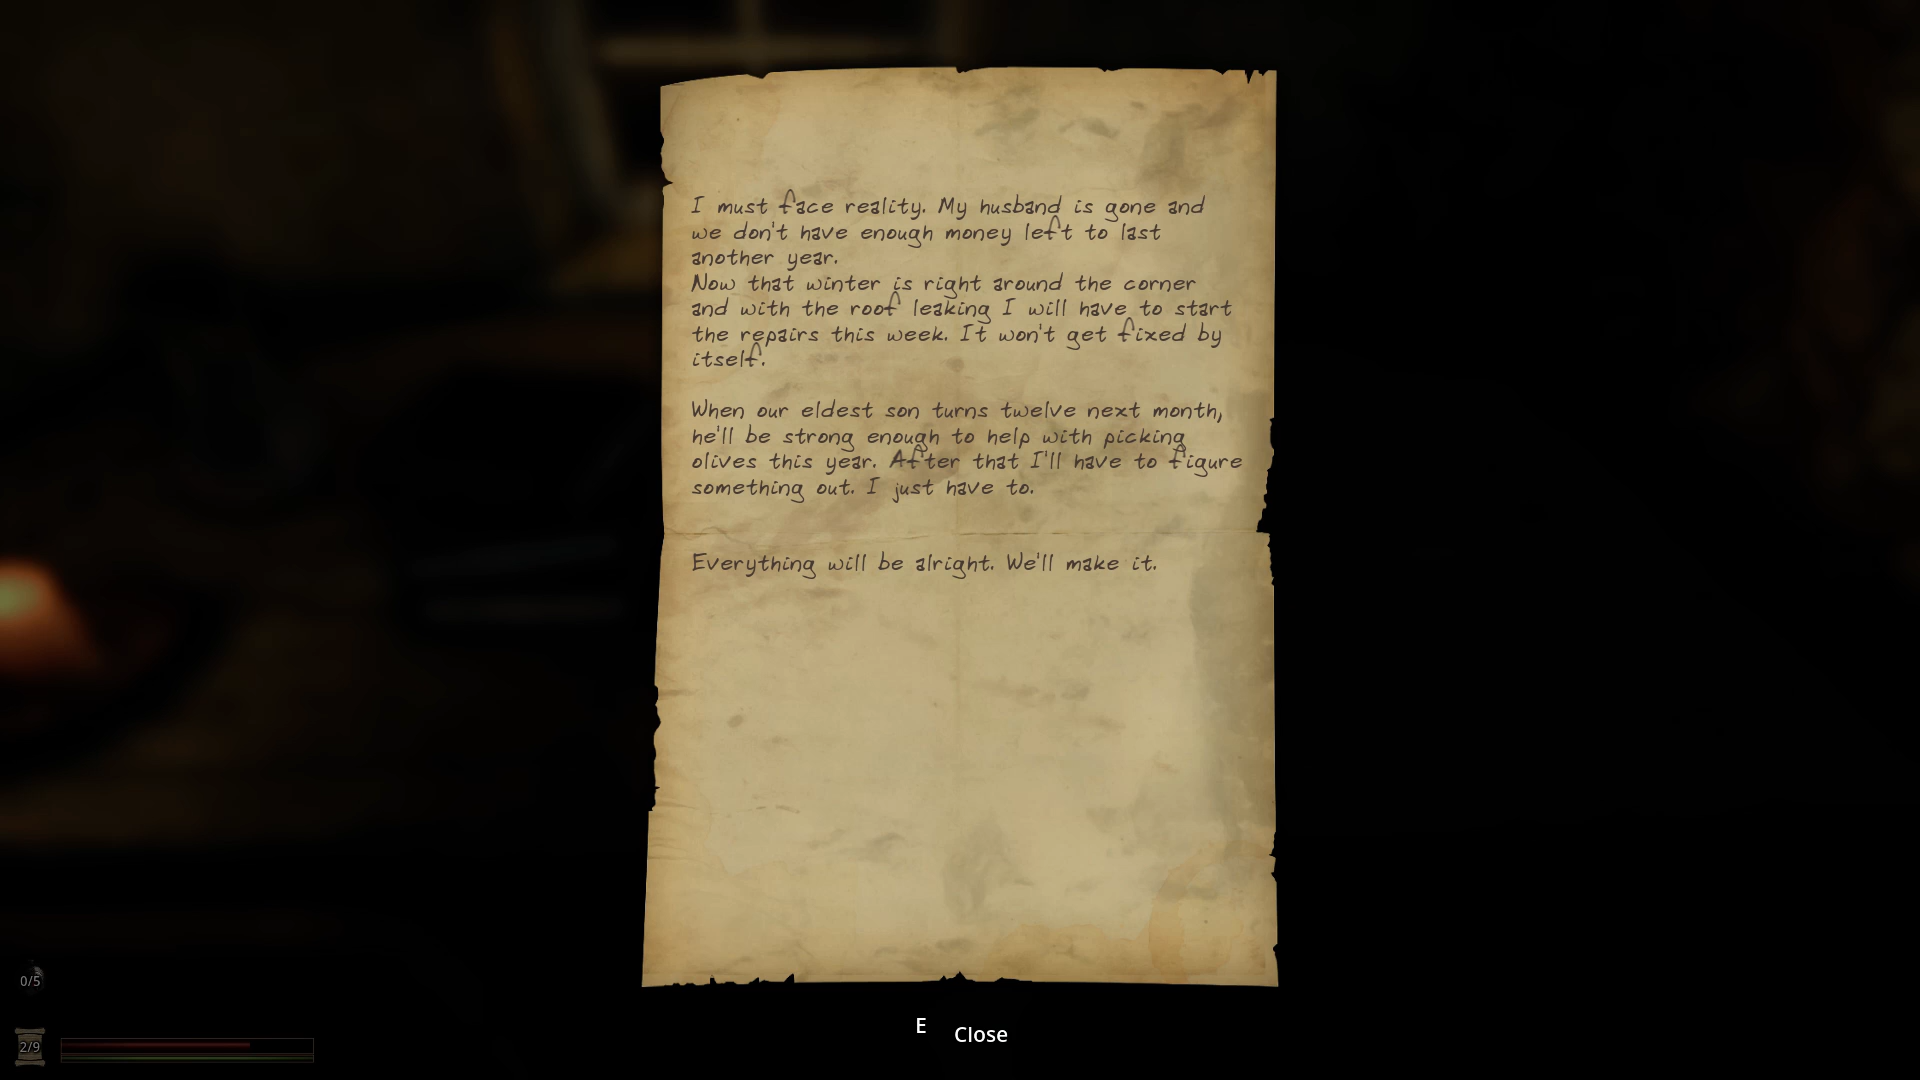 I must face reality. My husband is gone and
we don't have enough money left to last
another year.
Now that winter is right around the corner
and with the roof leaking I will have to start
the repairs this week. It won't get fixed by
itself.
When our eldest son turns twelve next month,
he'll be strong enough to help with picking
olives this year. After that I'll have to figure
something out. I just have to.
Everything will be alright. We'll make it.
0/5
2/9
E Close